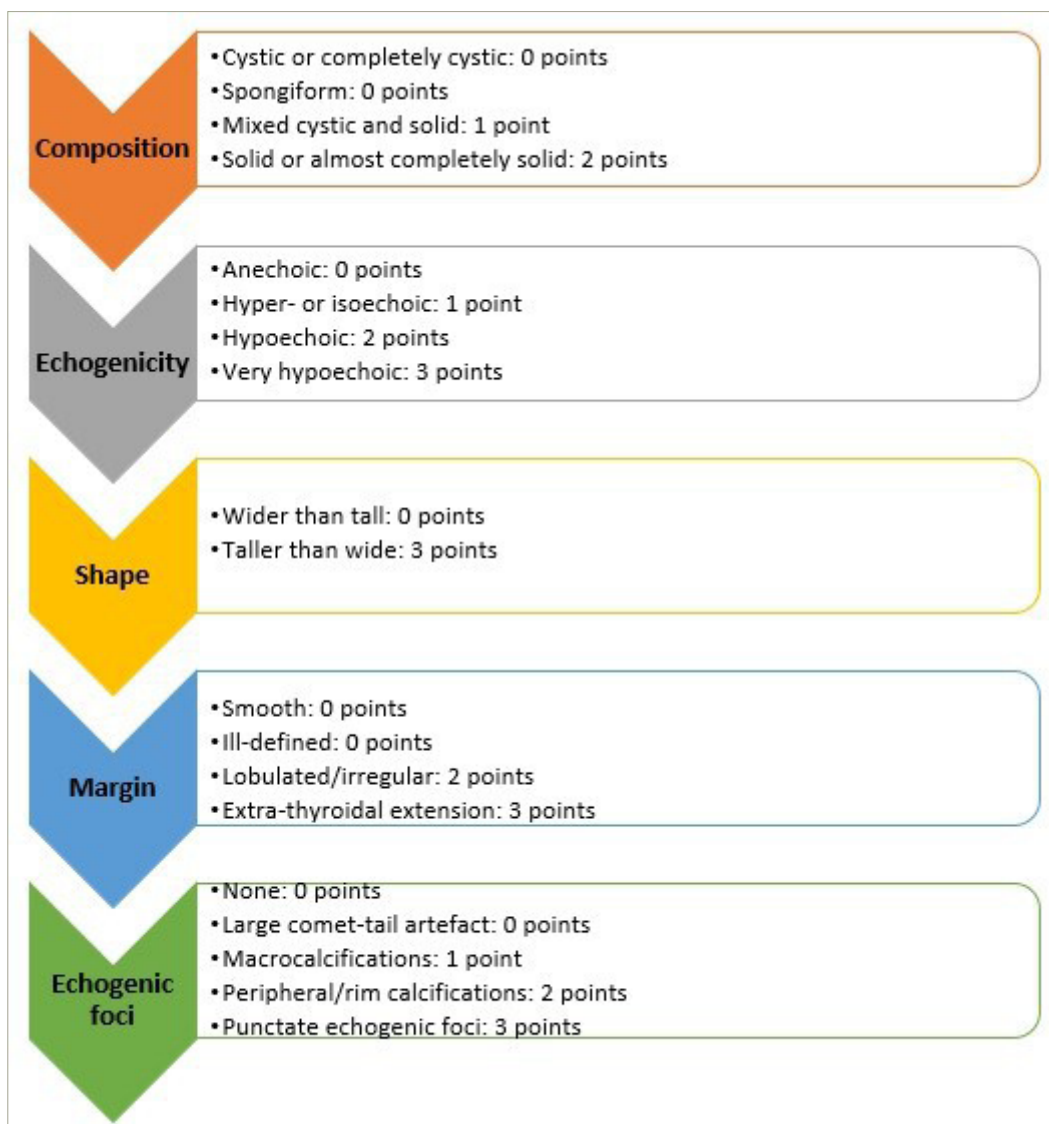 Composition
•Cystic or completely cystic: 0 points
•Spongiform: 0 points
•Mixed cystic and solid: 1 point
•Solid or almost completely solid: 2 points
Echogenicity
•Anechoic: 0 points
•Hyper- or isoechoic: 1 point
•Hypoechoic: 2 points
•Very hypoechoic: 3 points
Shape
•Wider than tall: 0 points
•Taller than wide: 3 points
Margin
•Smooth: 0 points
•Ill-defined: 0 points
•Lobulated/irregular: 2 points
•Extra-thyroidal extension: 3 points
Echogenic
foci
•None: 0 points
•Large comet-tail artefact: 0 points
•Macrocalcifications: 1 point
•Peripheral/rim calcifications: 2 points
•Punctate echogenic foci: 3 points